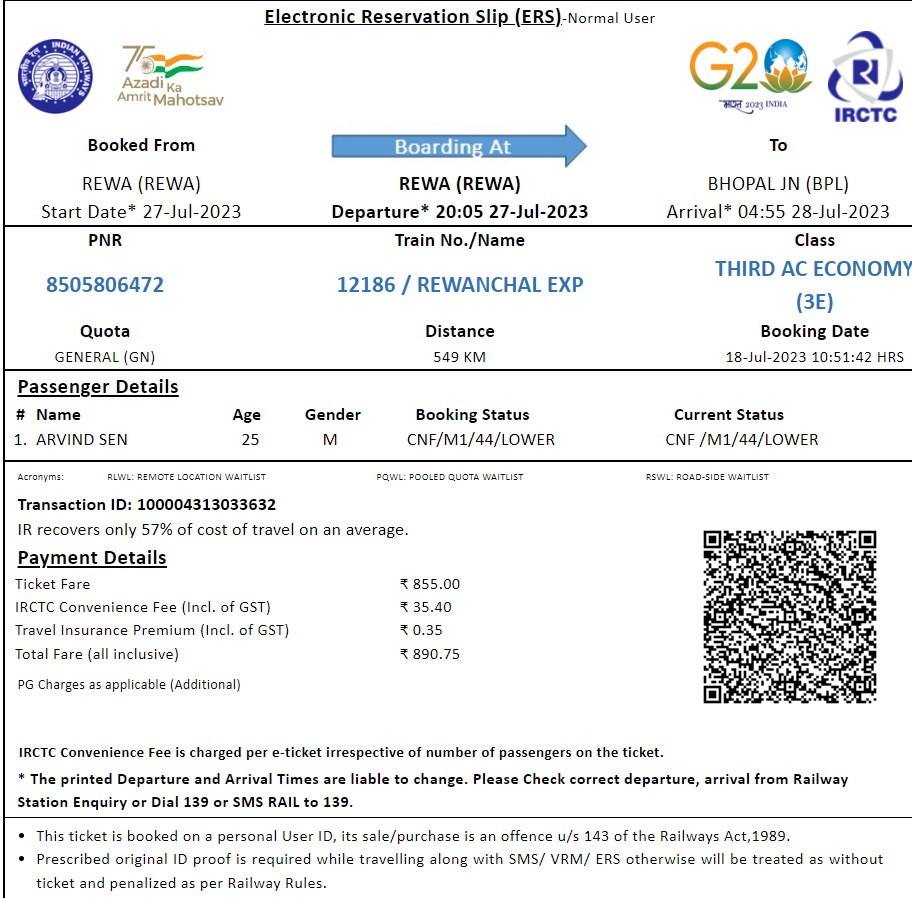 Electronic Reservation Slip (ERS)-Normal User
भारतीय रेल INDIAN RAILWAYS
75
Azadi Ka
Amrit Mahotsav
G20
भारत 2023 INDIA
IRCTC
Booked From
Boarding At
To
REWA (REWA)
REWA (REWA)
BHOPAL JN (BPL)
Start Date* 27-Jul-2023
Departure* 20:05 27-Jul-2023
Arrival* 04:55 28-Jul-2023
PNR
Train No./Name
Class
8505806472
12186 / REWANCHAL EXP
THIRD AC ECONOMY
(3E)
Quota
Distance
Booking Date
GENERAL (GN)
549 KM
18-Jul-2023 10:51:42 HRS
Passenger Details
# Name Age Gender Booking Status Current Status
1. ARVIND SEN 25 M CNF/M1/44/LOWER CNF /M1/44/LOWER
Acronyms: RLWL: REMOTE LOCATION WAITLIST PQWL: POOLED QUOTA WAITLIST RSWL: ROAD-SIDE WAITLIST
Transaction ID: 100004313033632
IR recovers only 57% of cost of travel on an average.
Payment Details
Ticket Fare ₹ 855.00
IRCTC Convenience Fee (Incl. of GST) ₹ 35.40
Travel Insurance Premium (Incl. of GST) ₹ 0.35
Total Fare (all inclusive) ₹ 890.75
PG Charges as applicable (Additional)
IRCTC Convenience Fee is charged per e-ticket irrespective of number of passengers on the ticket.
* The printed Departure and Arrival Times are liable to change. Please Check correct departure, arrival from Railway
Station Enquiry or Dial 139 or SMS RAIL to 139.
• This ticket is booked on a personal User ID, its sale/purchase is an offence u/s 143 of the Railways Act,1989.
• Prescribed original ID proof is required while travelling along with SMS/ VRM/ ERS otherwise will be treated as without
ticket and penalized as per Railway Rules.